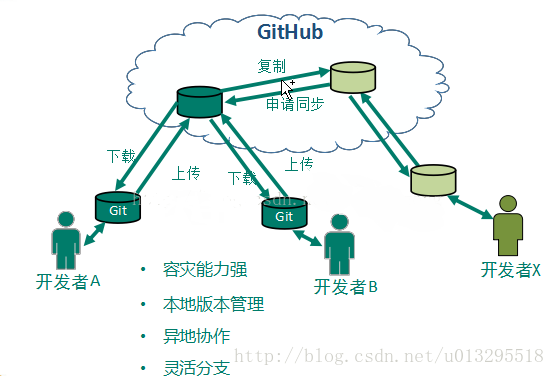 GitHub
复制
申请同步
下载
上传
下载
上传
Git
Git
开发者A
开发者B
开发者X
• 容灾能力强
• 本地版本管理
• 异地协作
• 灵活分支
http://blog.csdn.net/u013295518